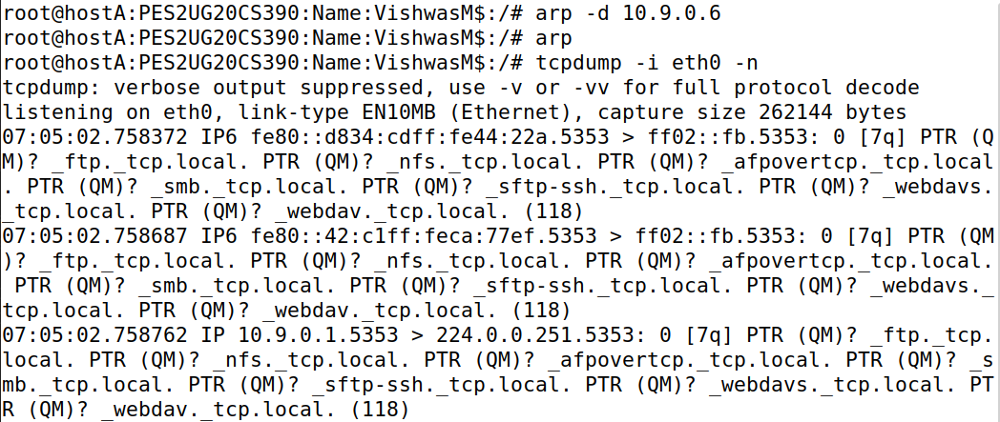 root@hostA:PES2UG20CS390:Name:VishwasM$:/# arp -d 10.9.0.6
root@hostA:PES2UG20CS390:Name:VishwasM$:/# arp
root@hostA:PES2UG20CS390:Name:VishwasM$:/# tcpdump -i eth0 -n
tcpdump: verbose output suppressed, use -v or -vv for full protocol decode
listening on eth0, link-type EN10MB (Ethernet), capture size 262144 bytes
07:05:02.758372 IP6 fe80::d834:cdff:fe44:22a.5353 > ff02::fb.5353: 0 [7q] PTR (Q
M)? _ftp._tcp.local. PTR (QM)? _nfs._tcp.local. PTR (QM)? _afpovertcp._tcp.local
. PTR (QM)? _smb._tcp.local. PTR (QM)? _sftp-ssh._tcp.local. PTR (QM)? _webdavs.
_tcp.local. PTR (QM)? _webdav._tcp.local. (118)
07:05:02.758687 IP6 fe80::42:c1ff:feca:77ef.5353 > ff02::fb.5353: 0 [7q] PTR (QM
)? _ftp._tcp.local. PTR (QM)? _nfs._tcp.local. PTR (QM)? _afpovertcp._tcp.local.
 PTR (QM)? _smb._tcp.local. PTR (QM)? _sftp-ssh._tcp.local. PTR (QM)? _webdavs._
tcp.local. PTR (QM)? _webdav._tcp.local. (118)
07:05:02.758762 IP 10.9.0.1.5353 > 224.0.0.251.5353: 0 [7q] PTR (QM)? _ftp._tcp.
local. PTR (QM)? _nfs._tcp.local. PTR (QM)? _afpovertcp._tcp.local. PTR (QM)? _s
mb._tcp.local. PTR (QM)? _sftp-ssh._tcp.local. PTR (QM)? _webdavs._tcp.local. PT
R (QM)? _webdav._tcp.local. (118)